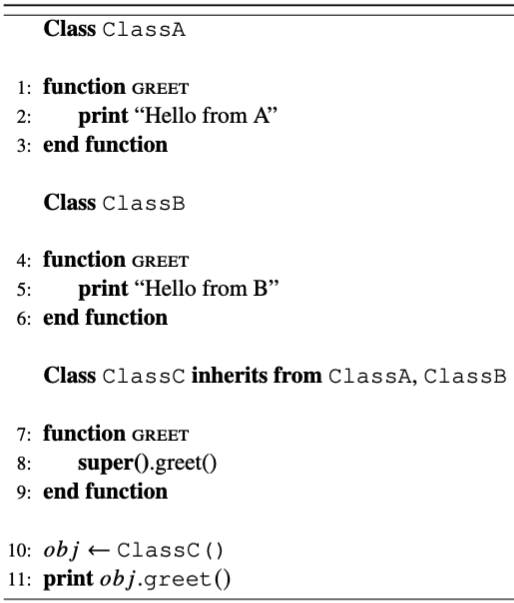 Class ClassA
1: function GREET
2: print “Hello from A”
3: end function
Class ClassB
4: function GREET
5: print “Hello from B”
6: end function
Class ClassC inherits from ClassA, ClassB
7: function GREET
8: super().greet()
9: end function
10: obj ← ClassC()
11: print obj.greet()